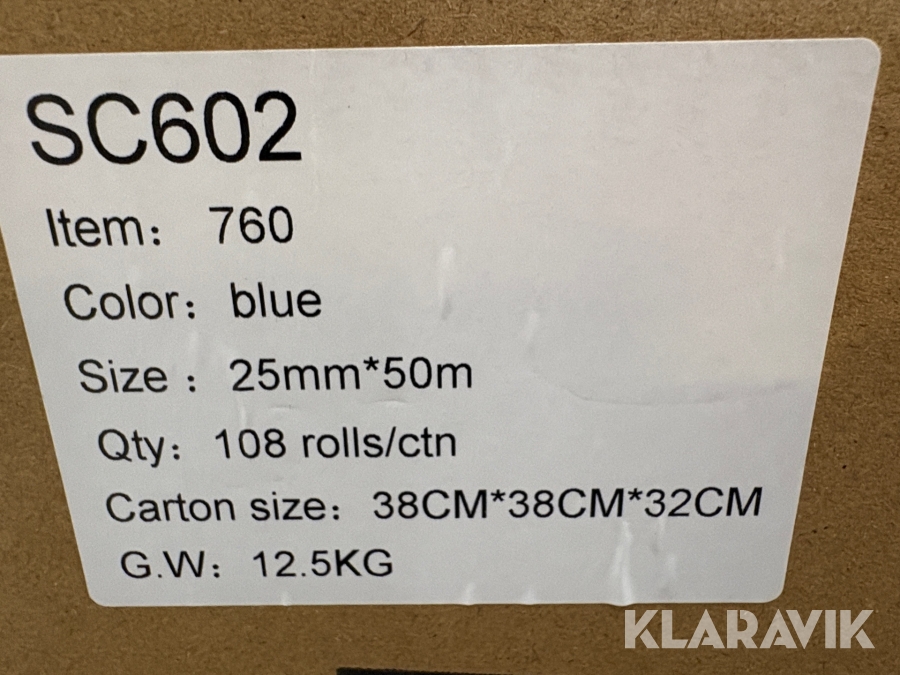 SC602
Item： 760
Color： blue
Size： 25mm*50m
Qty： 108 rolls/ctn
Carton size： 38CM*38CM*32CM
G.W： 12.5KG
KLARAVIK